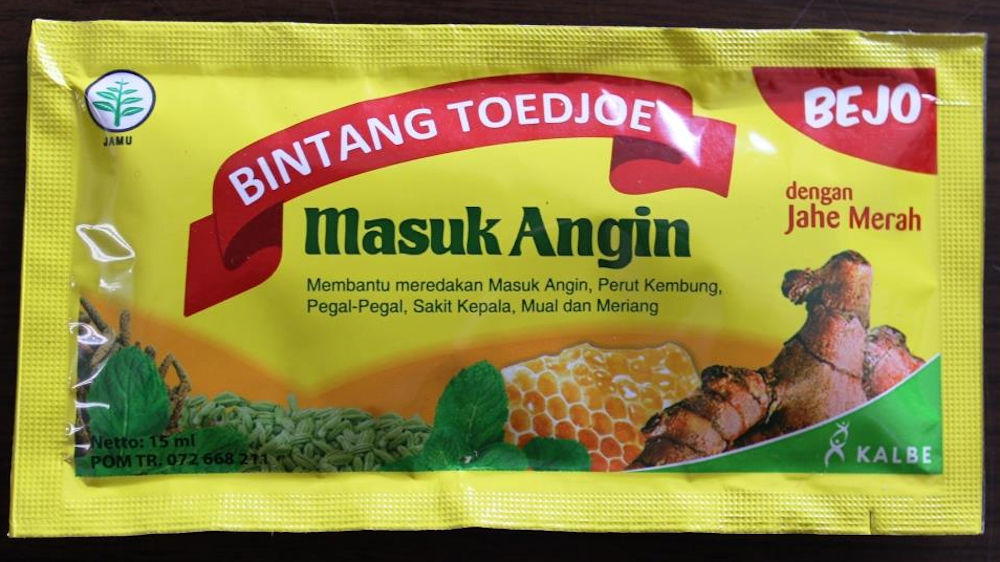 JAMU
BINTANG TOEDJOE
BEJO
dengan
Jahe Merah
Masuk Angin
Membantu meredakan Masuk Angin, Perut Kembung,
Pegal-Pegal, Sakit Kepala, Mual dan Meriang
Netto: 15 ml
POM TR. 072 668 211
KALBE